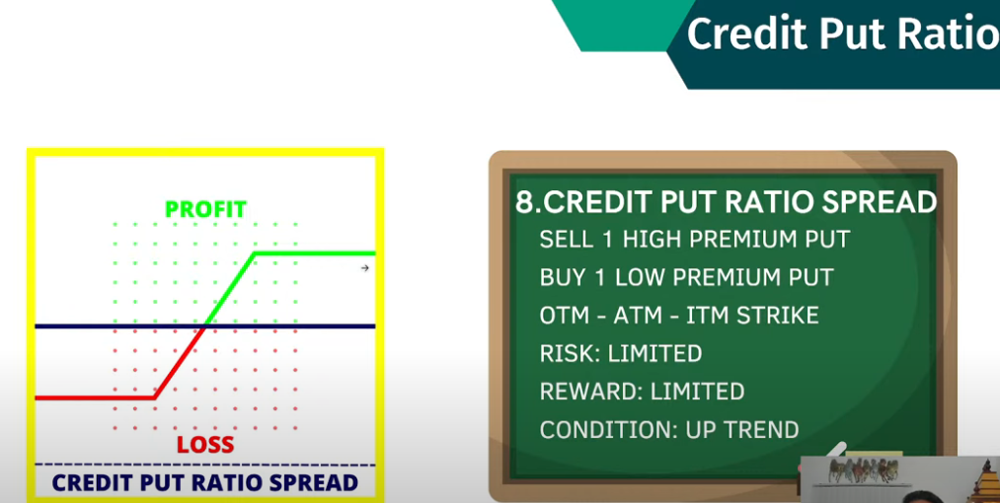 Credit Put Ratio
PROFIT
LOSS
CREDIT PUT RATIO SPREAD
8.CREDIT PUT RATIO SPREAD
SELL 1 HIGH PREMIUM PUT
BUY 1 LOW PREMIUM PUT
OTM - ATM - ITM STRIKE
RISK: LIMITED
REWARD: LIMITED
CONDITION: UP TREND